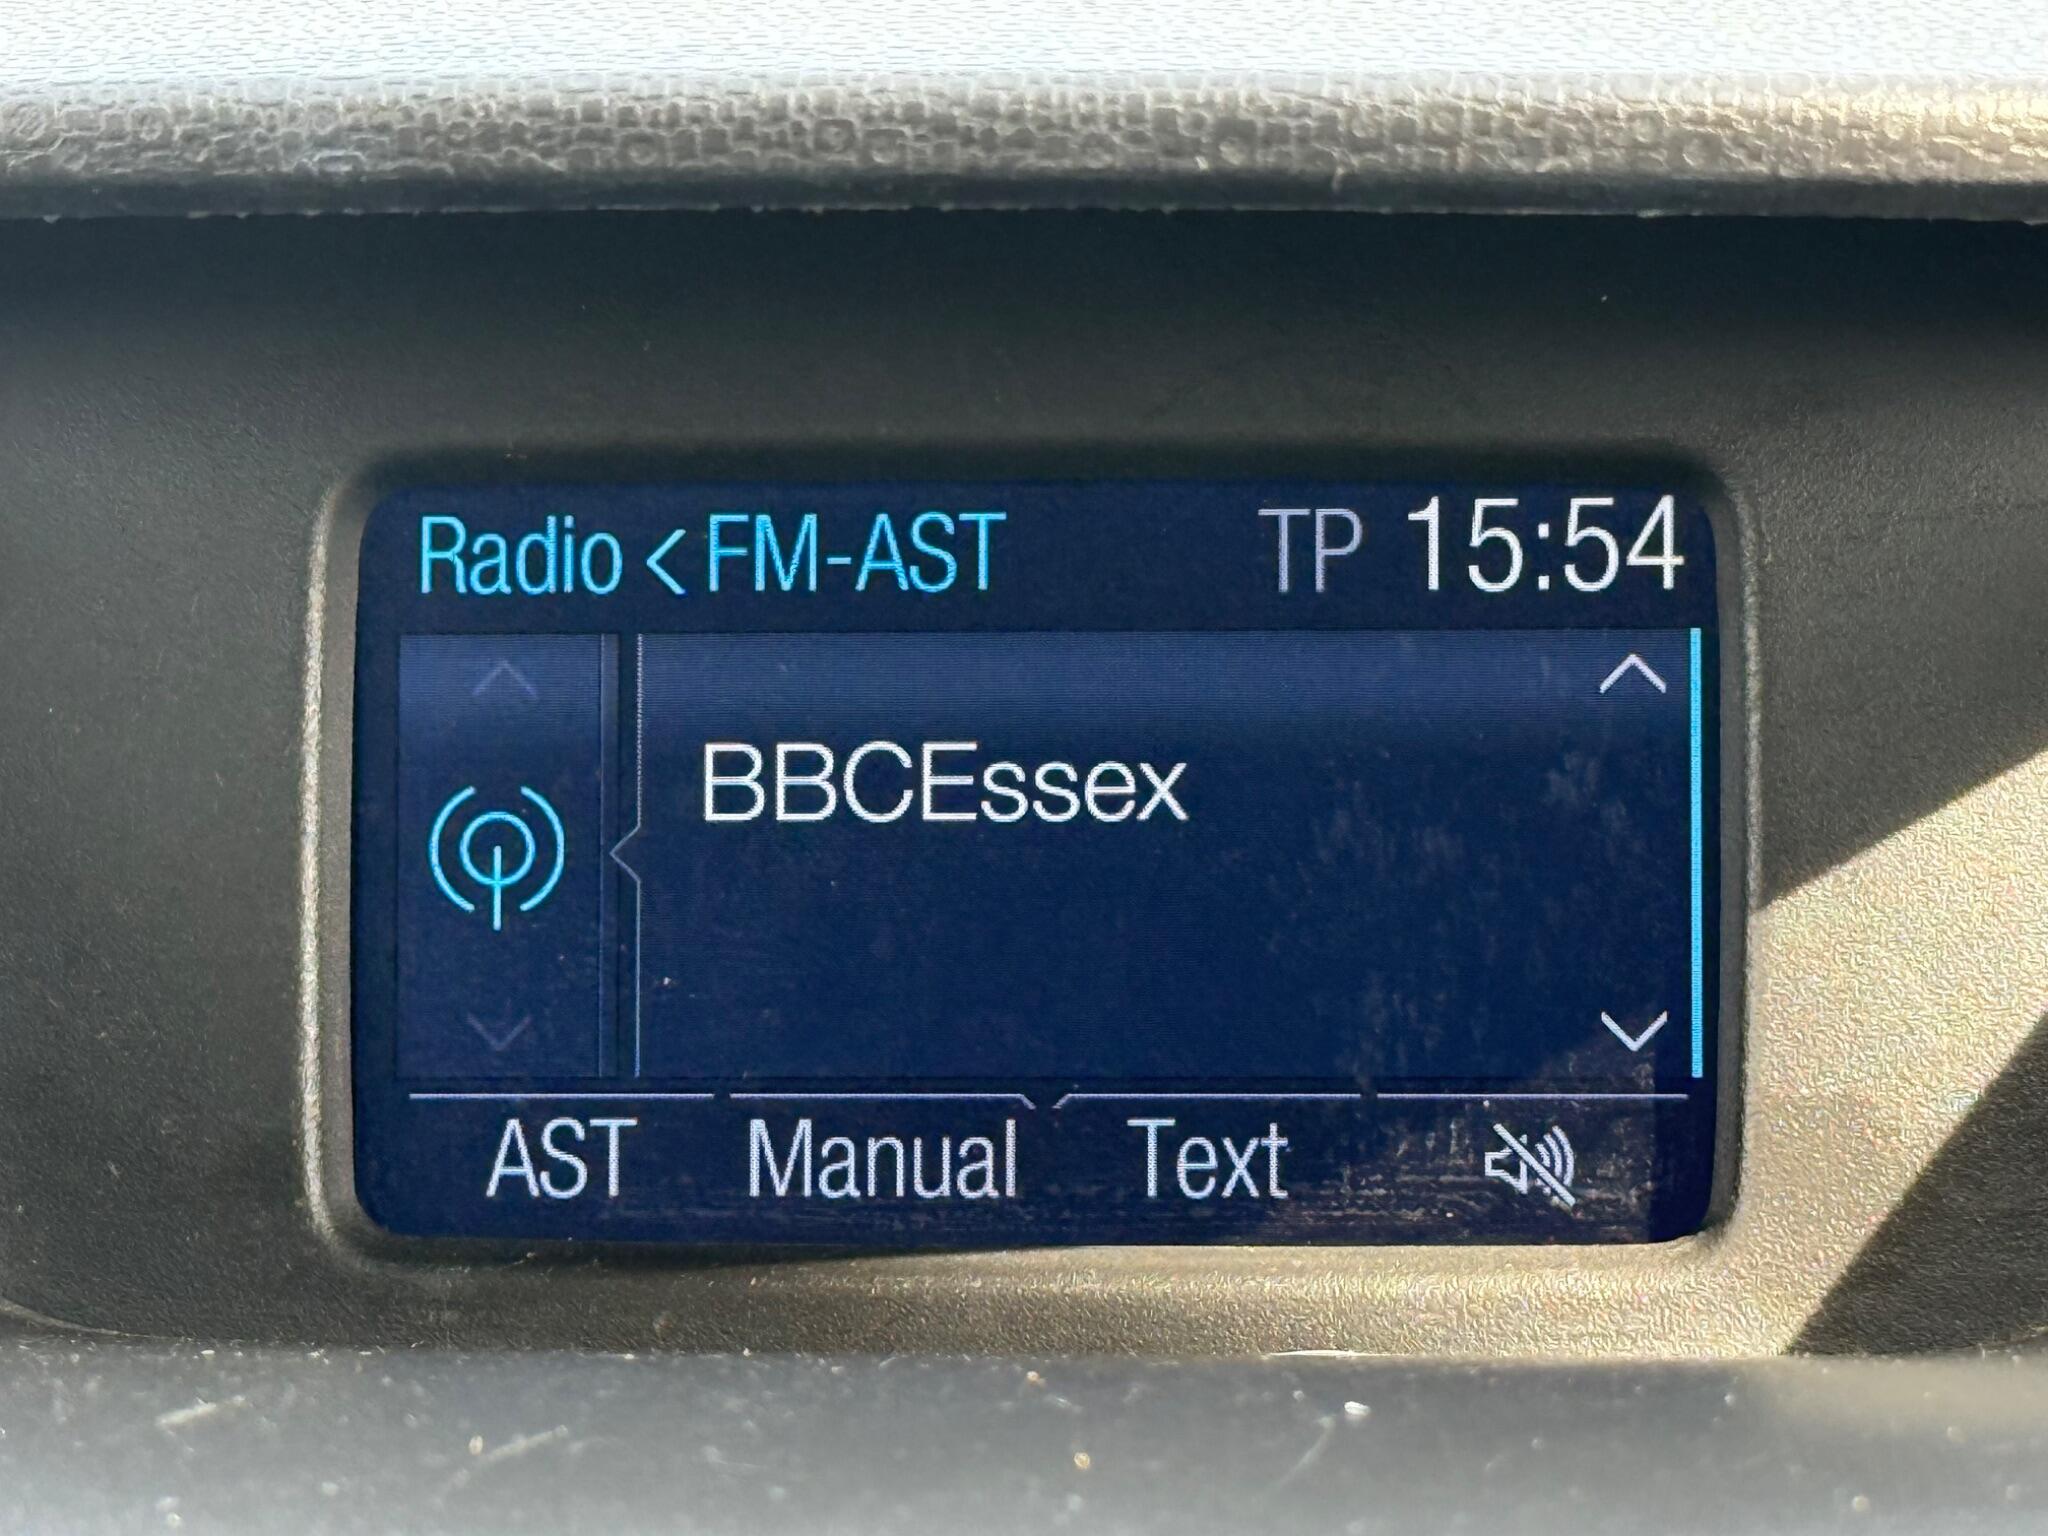 Radio < FM-AST TP 15:54
BBCEssex
AST Manual Text